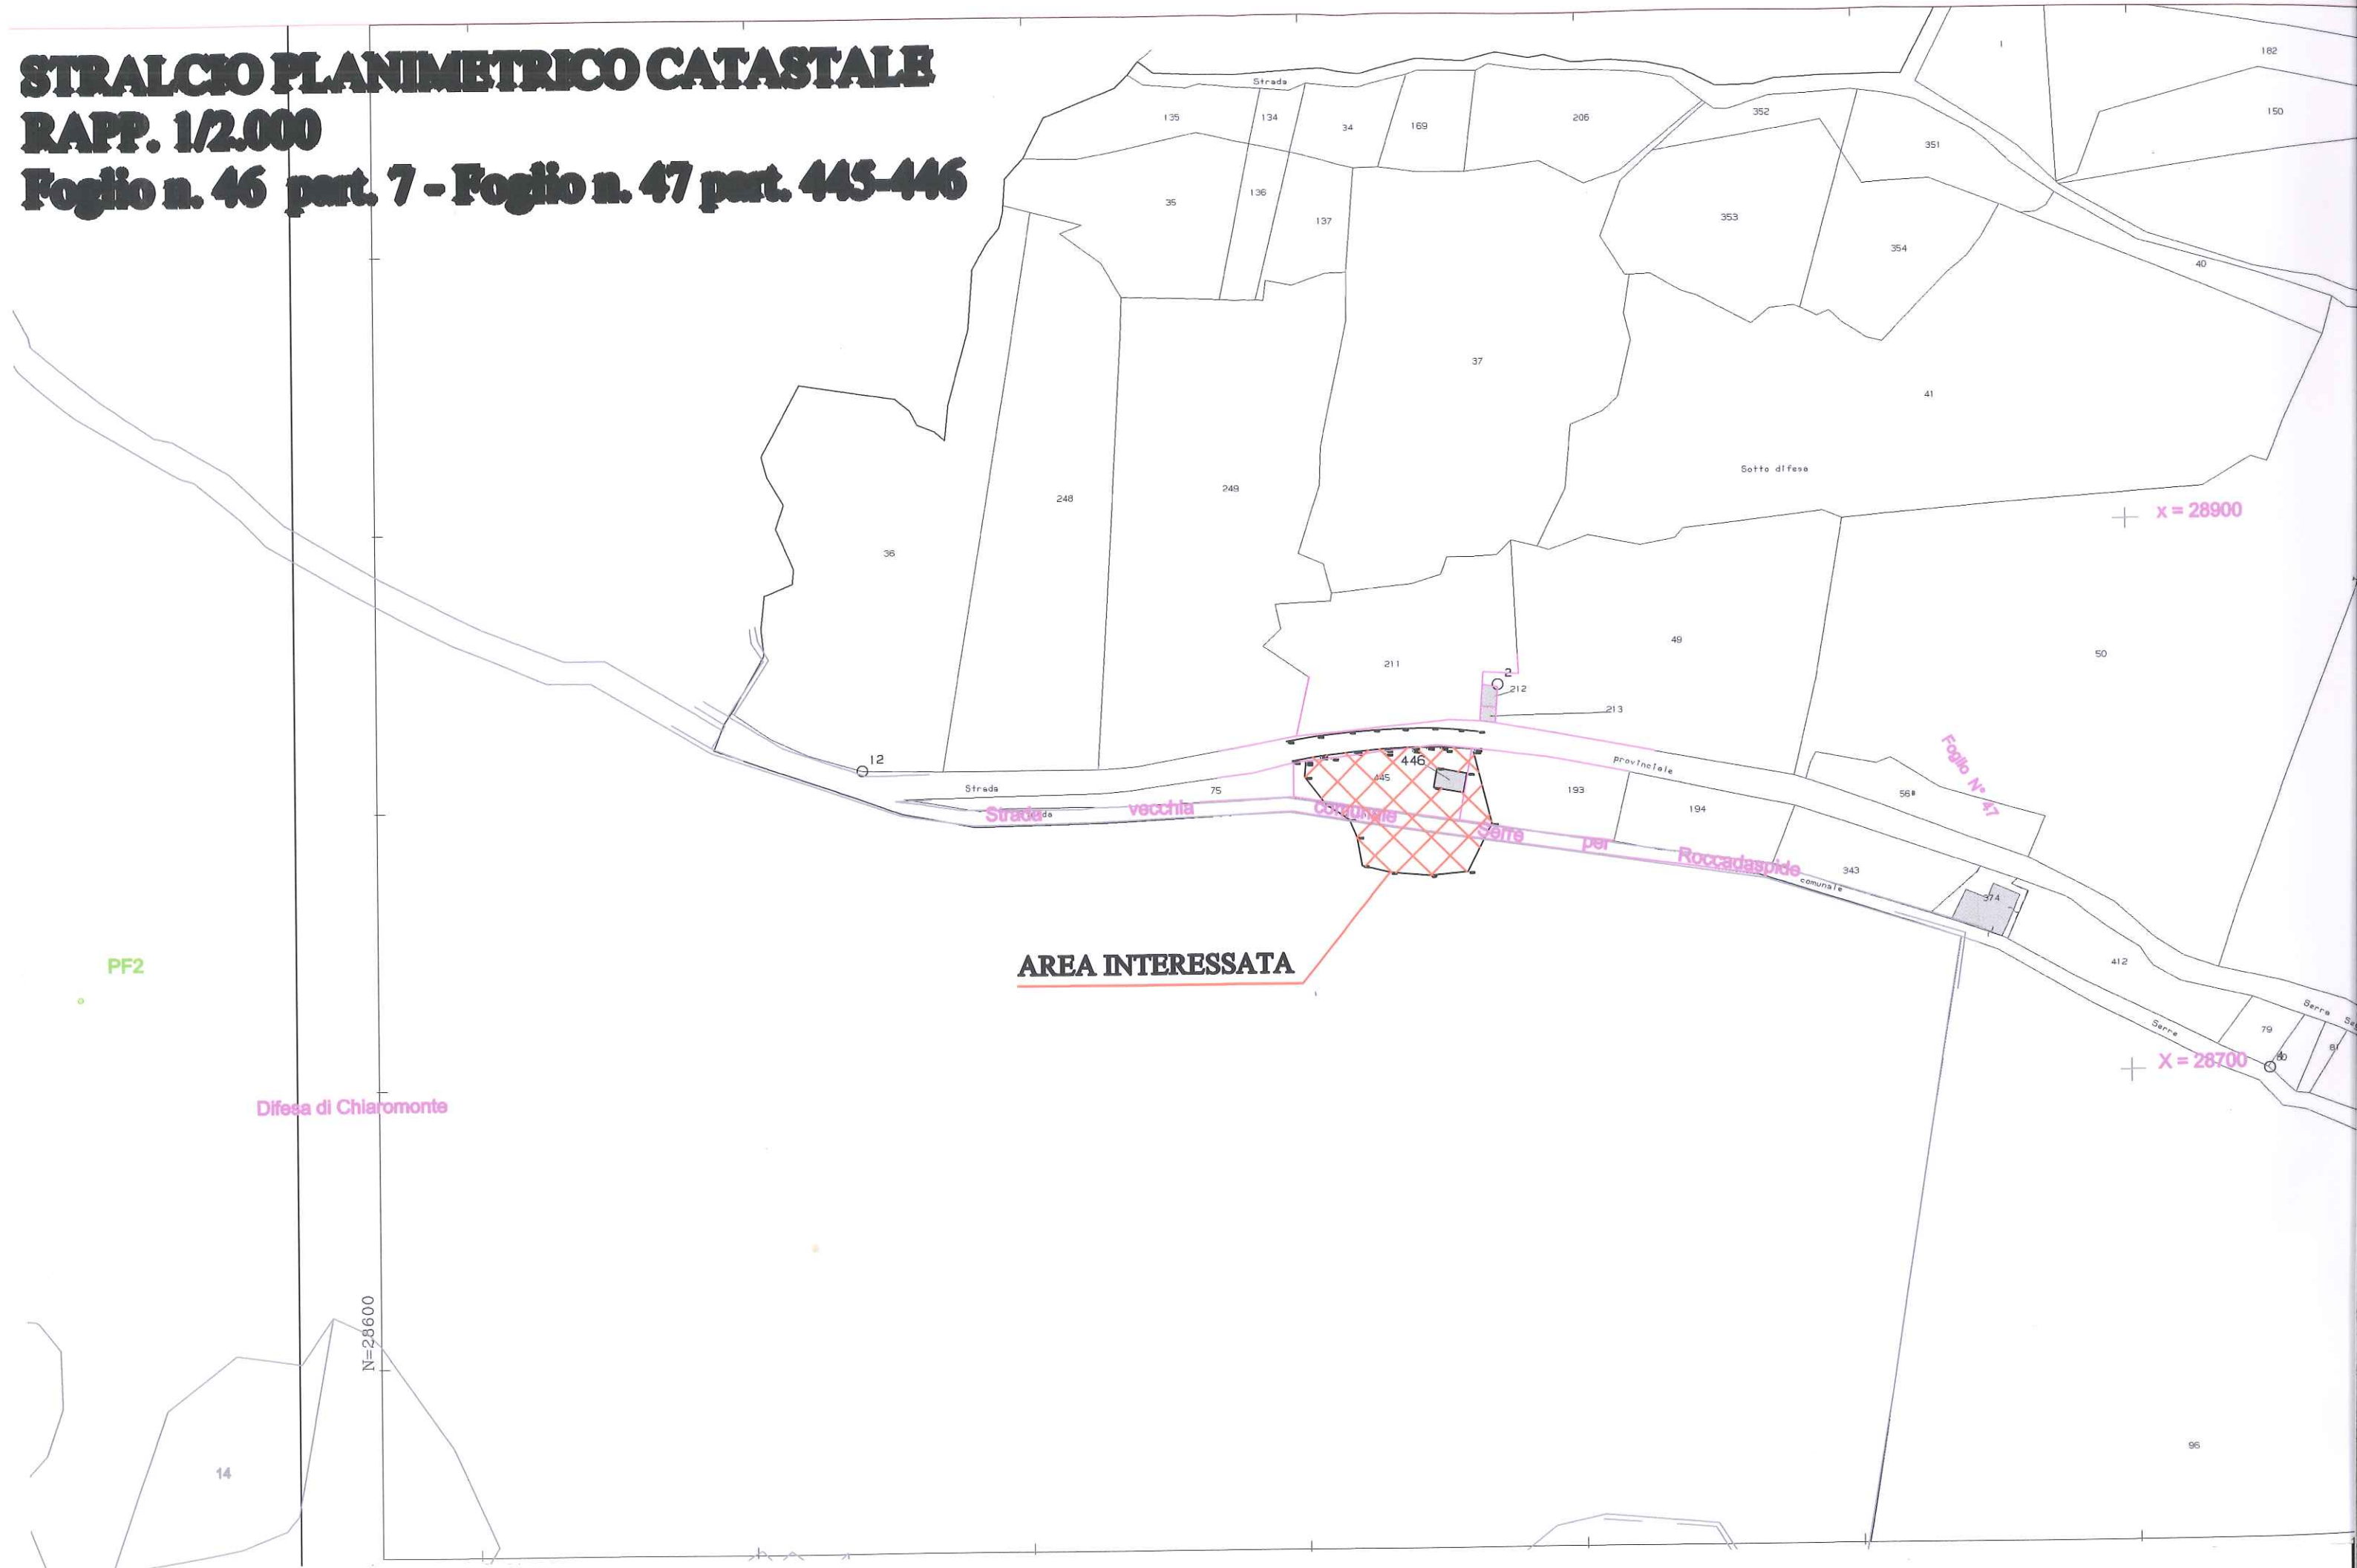 STRALCIO PLANIMETRICO CATASTALE
RAPP. 1/2.000
Foglio n. 46 part. 7 - Foglio n. 47 part. 445-446
Strada
1
182
150
135
134
34
169
206
352
351
35
136
137
353
354
40
37
41
Sotto difesa
x = 28900
248
249
36
211
49
50
2
212
213
12
Foglio N° 47
provinciale
446
445
Strada
75
193
194
56
Strada vecchia comunale Serre per Roccadaspide
343
comunale
374
412
AREA INTERESSATA
PF2
Serra
Serre
79
81
X = 28700
Difesa di Chiaromonte
N=28600
14
96